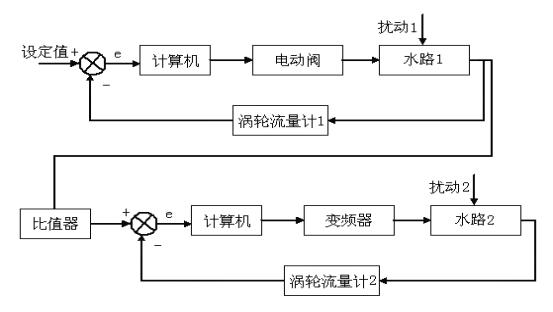 扰动1
设定值 + e 计算机 电动阀 水路1
-
涡轮流量计1
扰动2
比值器 + e 计算机 变频器 水路2
-
涡轮流量计2